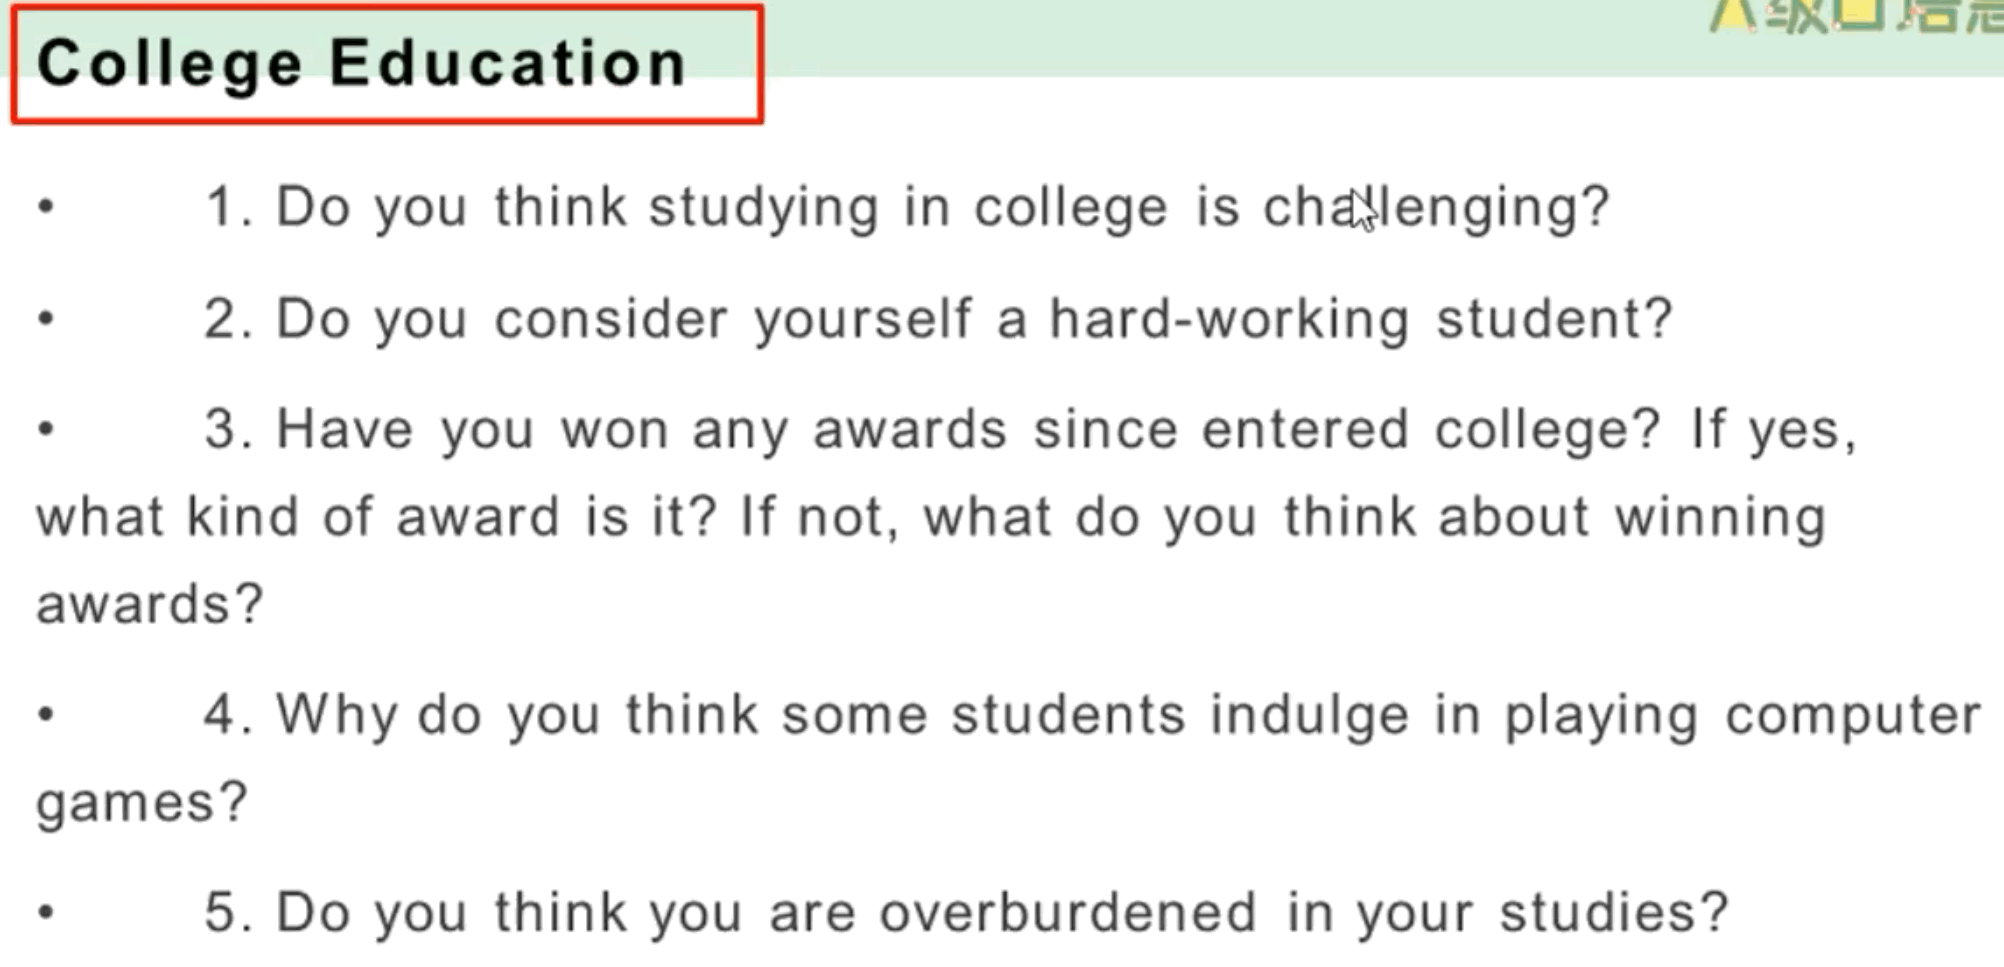 College Education
• 1. Do you think studying in college is challenging?
• 2. Do you consider yourself a hard-working student?
• 3. Have you won any awards since entered college? If yes,
what kind of award is it? If not, what do you think about winning
awards?
• 4. Why do you think some students indulge in playing computer
games?
• 5. Do you think you are overburdened in your studies?